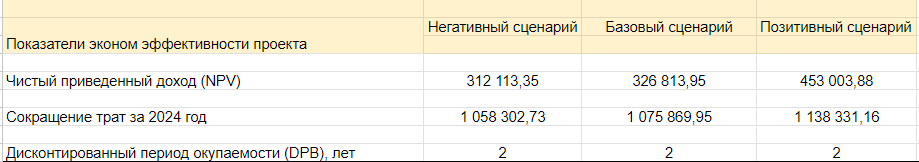 Негативный сценарий Базовый сценарий Позитивный сценарий
Показатели эконом эффективности проекта
Чистый приведенный доход (NPV) 312 113,35 326 813,95 453 003,88
Сокращение трат за 2024 год 1 058 302,73 1 075 869,95 1 138 331,16
Дисконтированный период окупаемости (DPB), лет 2 2 2